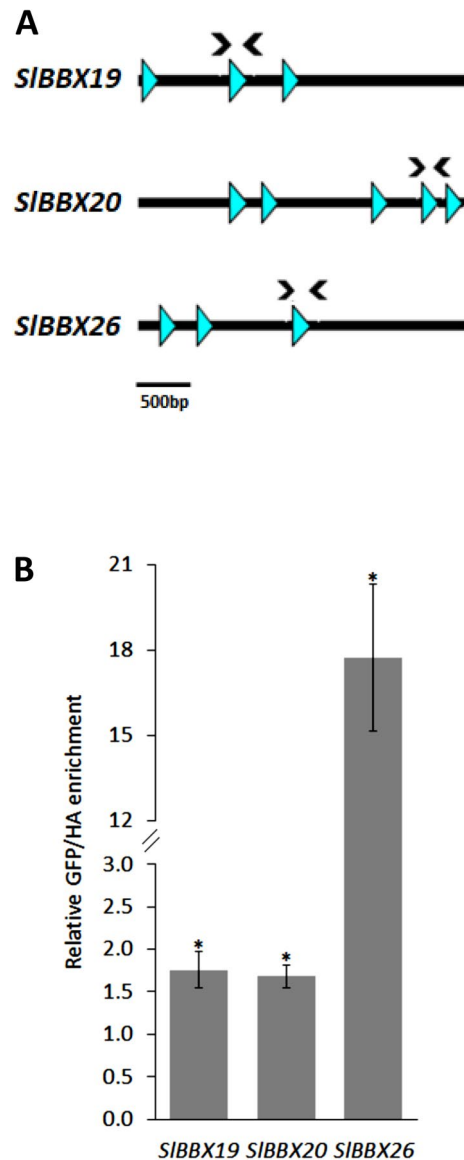 A
SlBBX19
SlBBX20
SlBBX26
500bp
B
Relative GFP/HA enrichment
21
18
15
12
3.0
2.5
2.0
1.5
1.0
0.5
0.0
* * *
SlBBX19 SlBBX20 SlBBX26